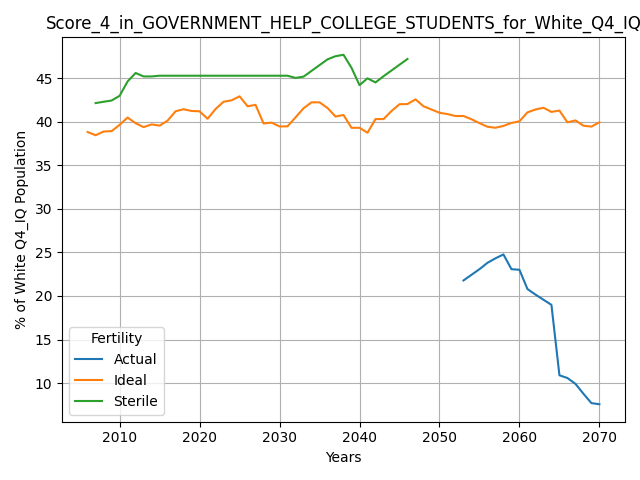 Score_4_in_GOVERNMENT_HELP_COLLEGE_STUDENTS_for_White_Q4_IQ
% of White Q4_IQ Population
45
40
35
30
25
20
15
10
Fertility
Actual
Ideal
Sterile
2010 2020 2030 2040 2050 2060 2070
Years